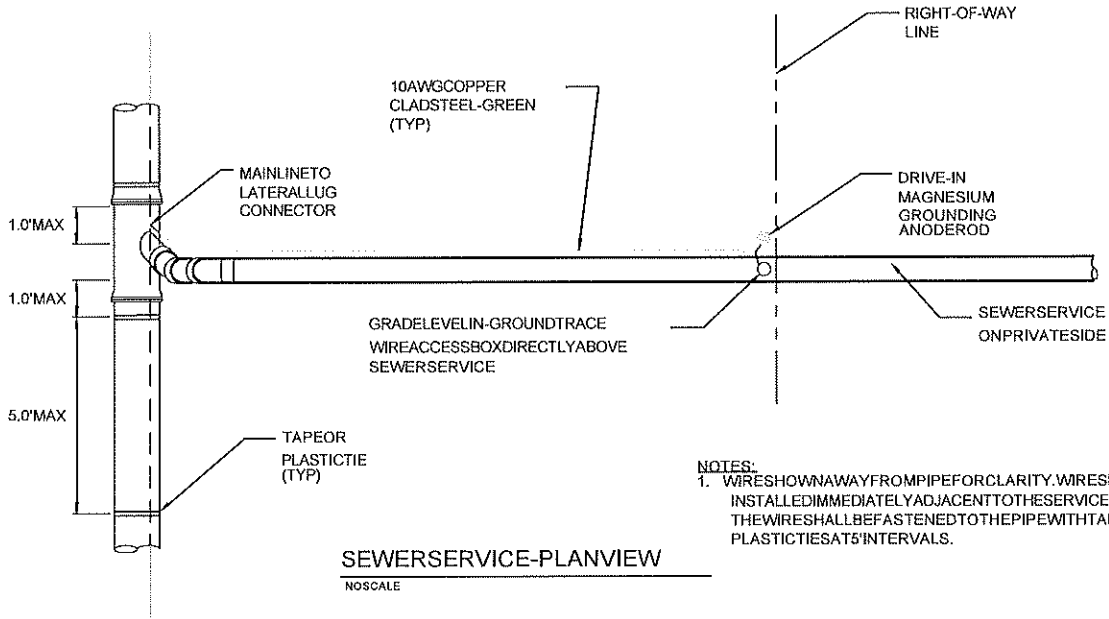 RIGHT-OF-WAY
LINE
10AWGCOPPER
CLADSTEEL-GREEN
(TYP)
MAINLINETO
LATERALLUG
CONNECTOR
DRIVE-IN
MAGNESIUM
GROUNDING
ANODEROD
1.0'MAX
1.0'MAX
GRADELEVELIN-GROUNDTRACE
WIREACCESSBOXDIRECTLYABOVE
SEWERSERVICE
SEWERSERVICE
ONPRIVATESIDE
5.0'MAX
TAPEOR
PLASTICTIE
(TYP)
NOTES:
1. WIRESHOWNAWAYFROMPIPEFORCLARITY.WIRES
INSTALLEDIMMEDIATELYADJACENTTOTHESERVICE
THEWIRESHALLBEFASTENEDTOTHEPIPEWITHTA
PLASTICTIESAT5'INTERVALS.
SEWERSERVICE-PLANVIEW
NOSCALE